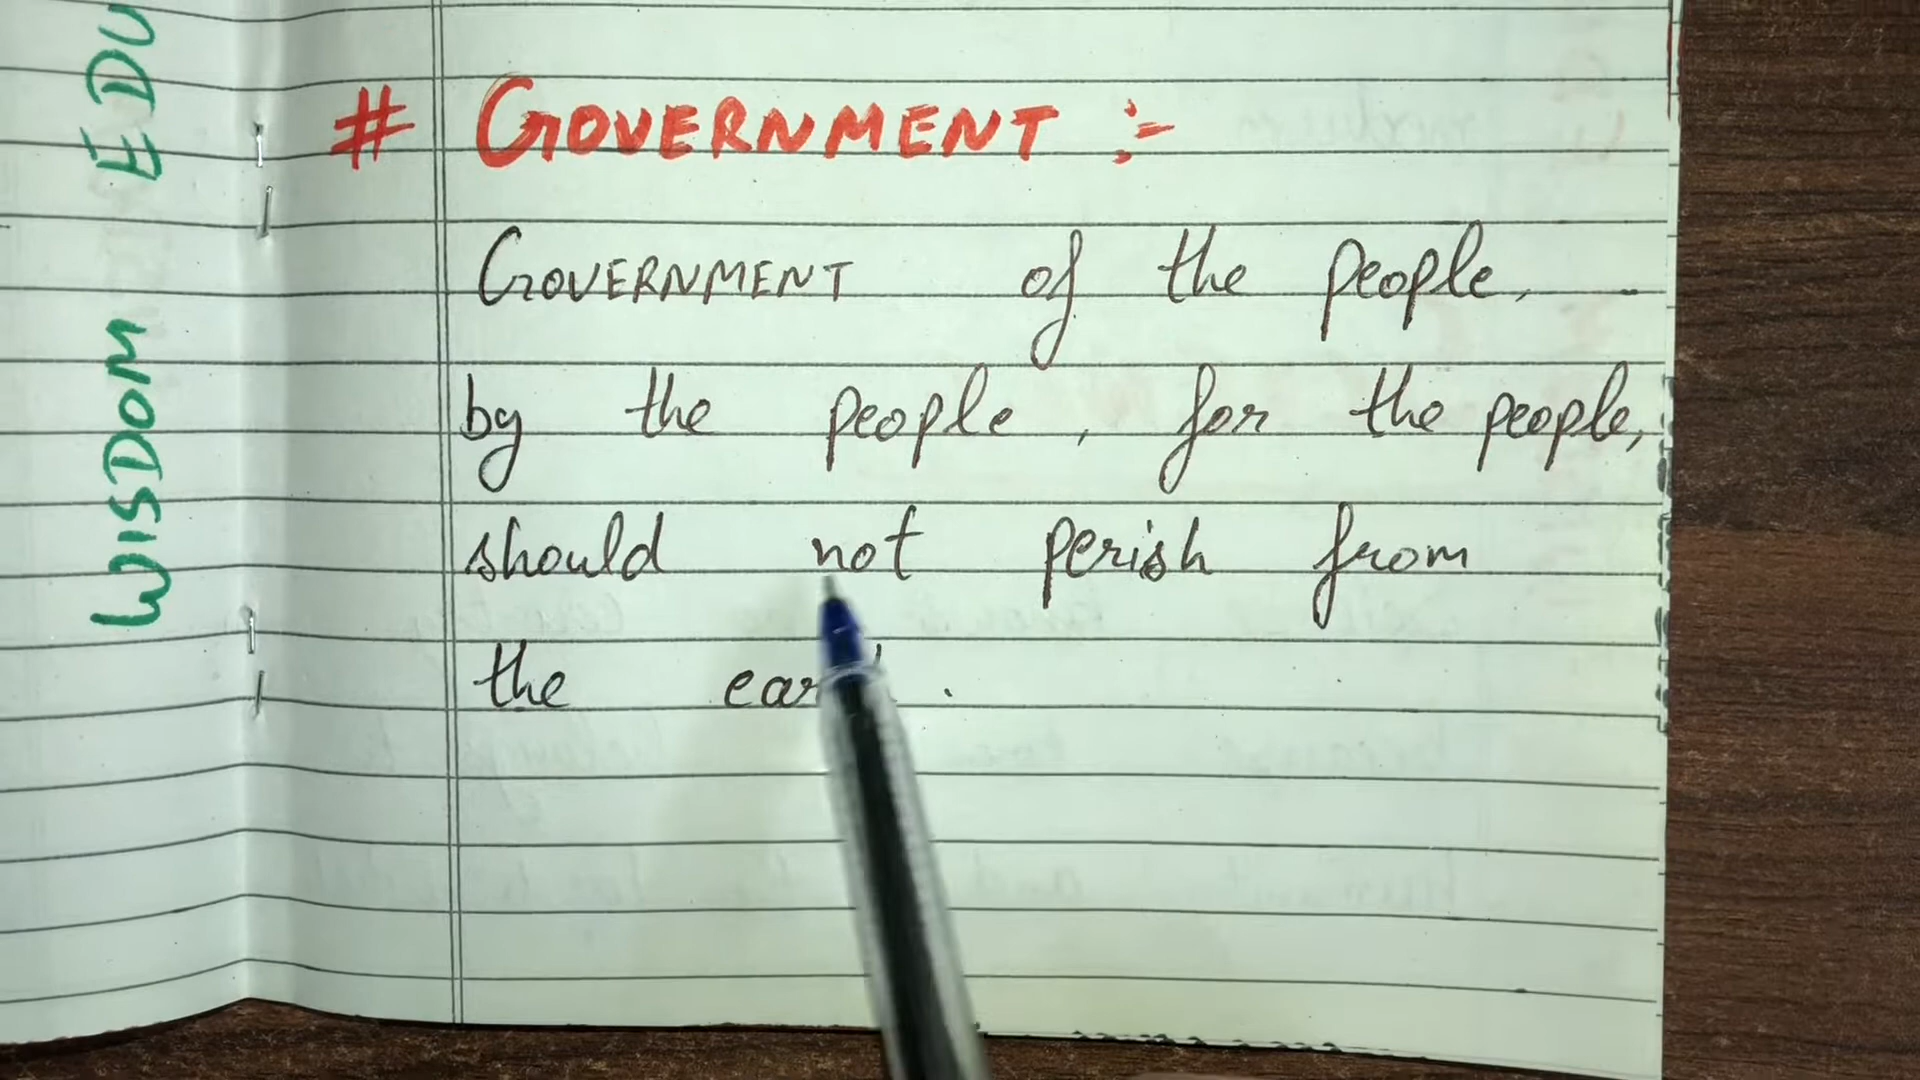 WISDOM EDU
# GOVERNMENT :-
GOVERNMENT of the people,
by the people, for the people,
should not perish from
the